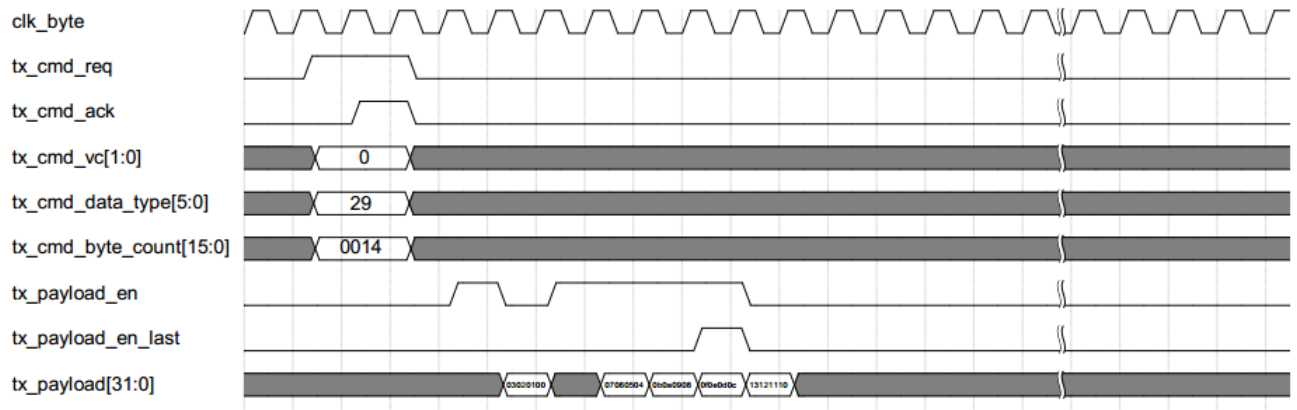 clk_byte
tx_cmd_req
tx_cmd_ack
tx_cmd_vc[1:0] 0
tx_cmd_data_type[5:0] 29
tx_cmd_byte_count[15:0] 0014
tx_payload_en
tx_payload_en_last
tx_payload[31:0] 03020100 07060504 0b0a0908 0f0e0d0c 13121110